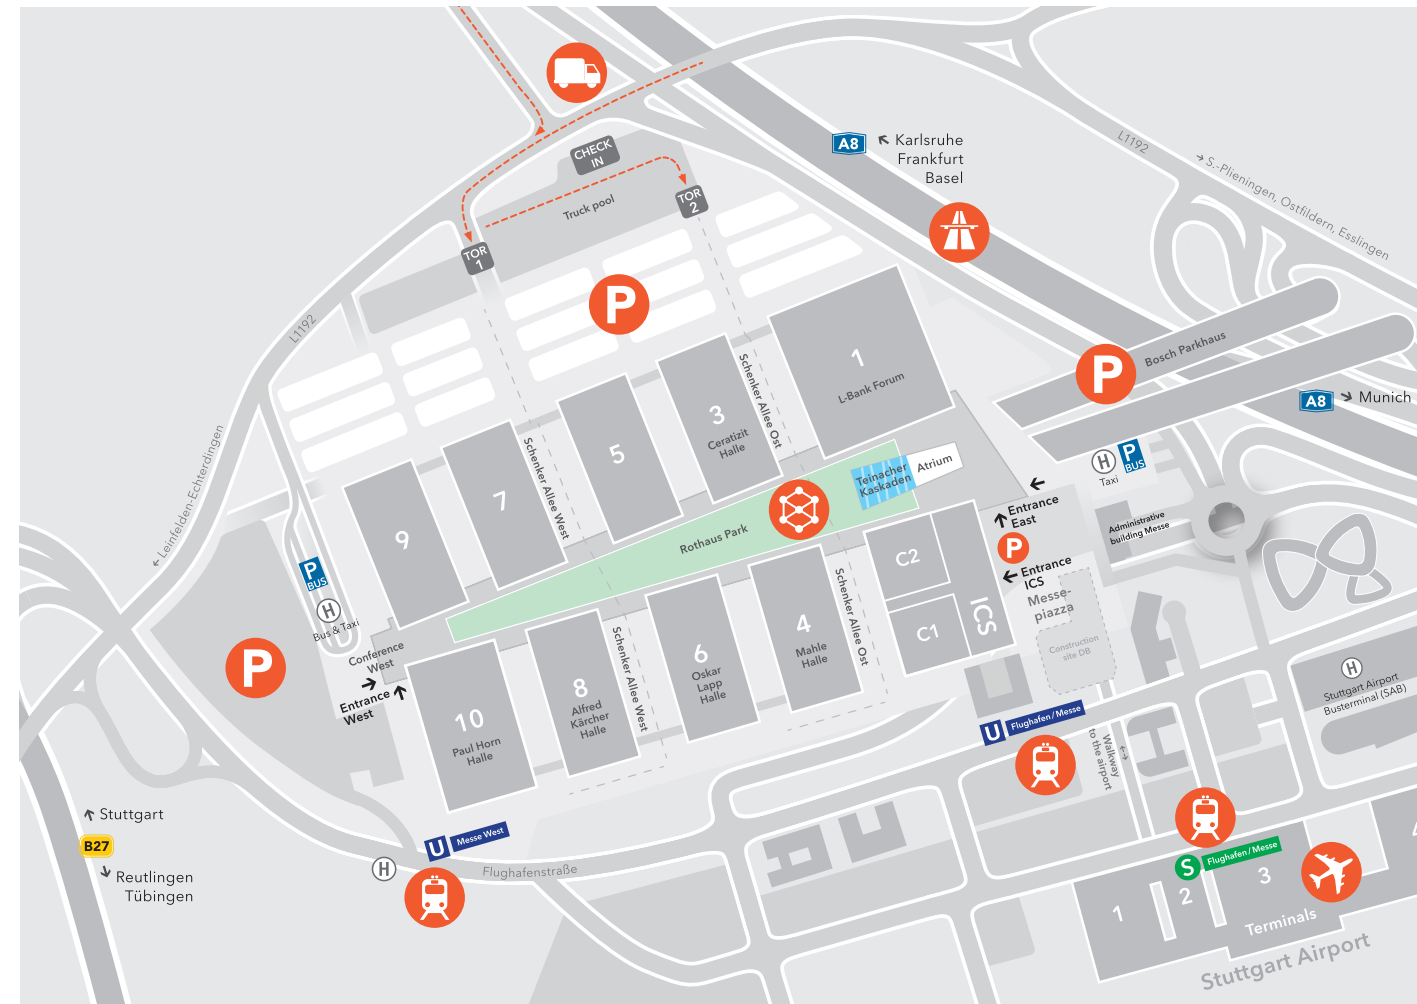 L1192
S.-Plieningen, Ostfildern, Esslingen
A8
Karlsruhe
Frankfurt
Basel
CHECK
IN
Truck pool
TOR
2
TOR
1
P
L1192
Bosch Parkhaus
P
A8
Munich
1
L-Bank Forum
3
Ceratizit
Halle
Schenker Allee Ost
5
7
Schenker Allee West
9
Leinfelden-Echterdingen
Teinacher
Kaskaden
Atrium
H
Taxi
P
BUS
Entrance
East
P
Entrance
ICS
Administrative
building Messe
Messe-
piazza
Construction
site DB
Rothaus Park
C2
C1
ICS
P
BUS
H
Bus & Taxi
P
Conference
West
Entrance
West
4
Mahle
Halle
Schenker Allee Ost
6
Oskar
Lapp
Halle
8
Alfred
Kärcher
Halle
Schenker Allee West
10
Paul Horn
Halle
H
Stuttgart Airport
Busterminal (SAB)
U
Flughafen/Messe
Walkway
to the airport
Stuttgart
B27
Reutlingen
Tübingen
U
Messe West
H
Flughafenstraße
S
Flughafen/Messe
1
2
3
4
Terminals
Stuttgart Airport